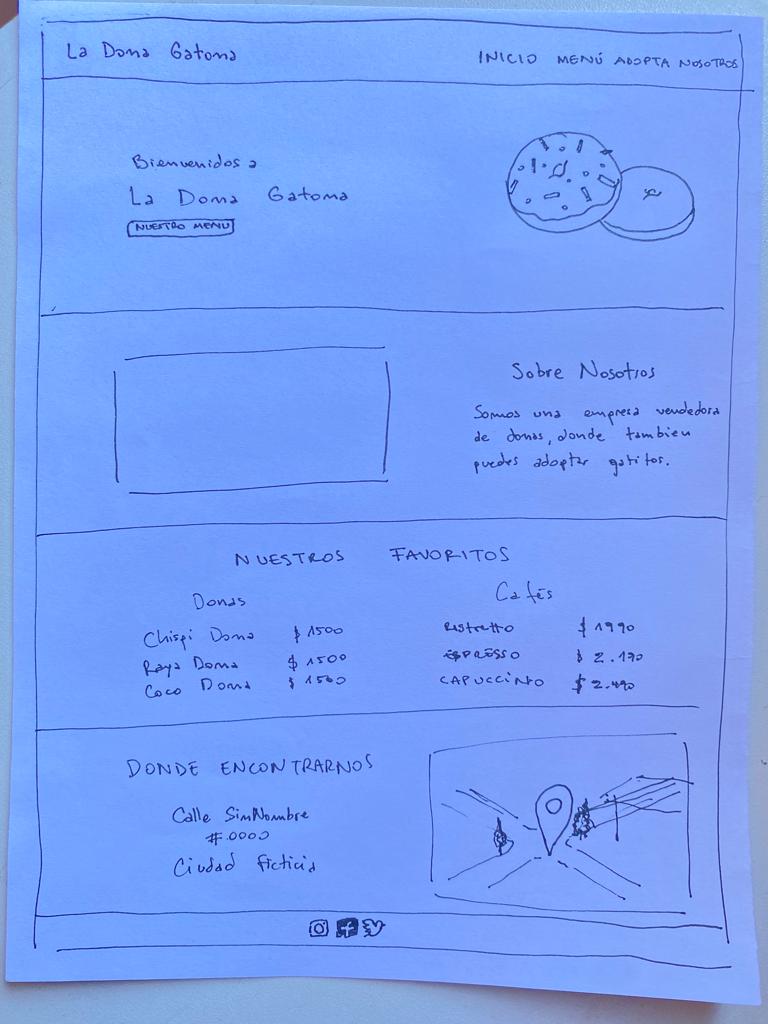 La Dona Gatona
INICIO MENÚ ADOPTA NOSOTROS
Bienvenidos a
La Dona Gatona
NUESTRO MENU
Sobre Nosotros
Somos una empresa vendedora
de donas, donde tambien
puedes adoptar gatitos.
NUESTROS FAVORITOS
Donas
Chispi Dona $1500
Raya Dona $1500
Coco Dona $1500
Cafés
Ristretto $1990
ESPRESSO $2.190
CAPUCCINO $2.490
DONDE ENCONTRARNOS
Calle SinNombre
#0000
Ciudad Ficticia